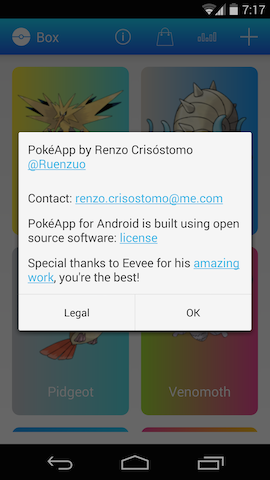 7:17
Box
PokéApp by Renzo Crisóstomo
@Ruenzuo
Contact: renzo.crisostomo@me.com
PokéApp for Android is built using open
source software: license
Special thanks to Eevee for his amazing
work, you're the best!
Legal OK
Pidgeot Venomoth